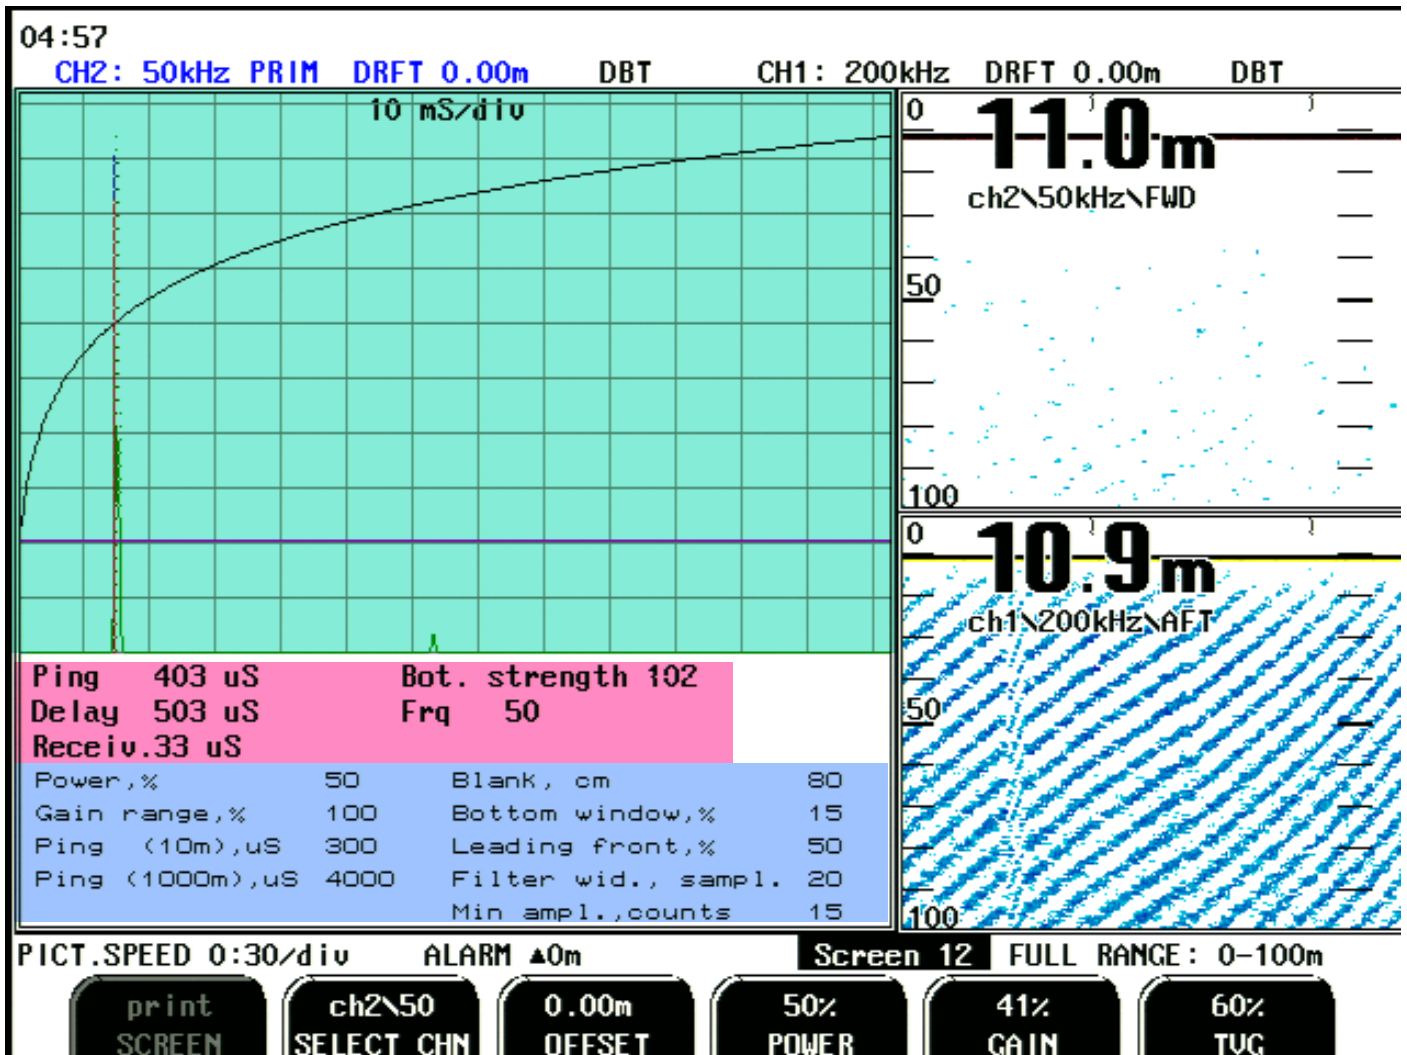 04:57
CH2: 50kHz PRIM DRFT 0.00m DBT CH1: 200kHz DRFT 0.00m DBT
10 mS/div
0
11.0m
ch2\50kHz\FWD
50
100
0
10.9m
ch1\200kHz\AFT
50
100
Ping 403 uS Bot. strength 102
Delay 503 uS Frq 50
Receiv.33 uS
Power,% 50 Blank, cm 80
Gain range,% 100 Bottom window,% 15
Ping (10m),uS 300 Leading front,% 50
Ping (1000m),uS 4000 Filter wid., sampl. 20
Min ampl.,counts 15
PICT.SPEED 0:30/div ALARM ▲0m Screen 12 FULL RANGE: 0-100m
print ch2\50 0.00m 50% 41% 60%
SCREEN SELECT CHN OFFSET POWER GAIN TVG